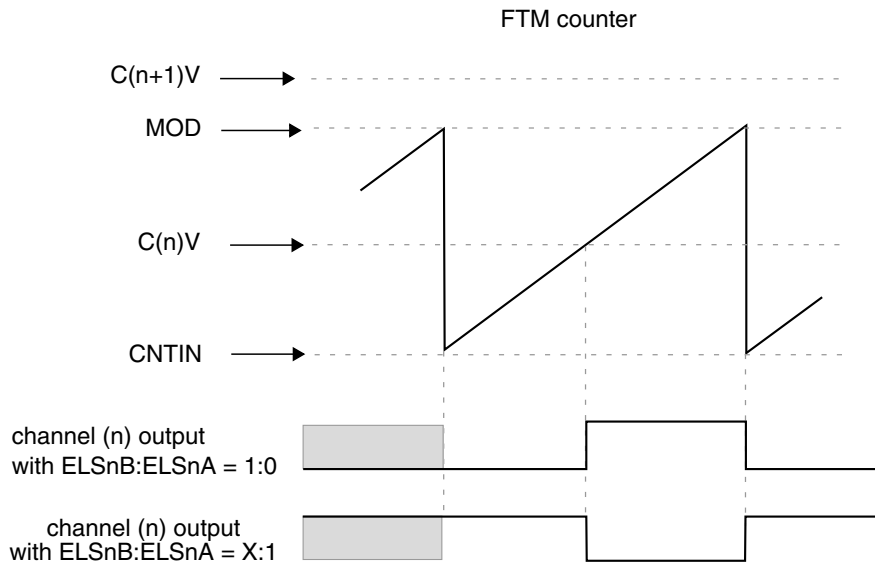 FTM counter
C(n+1)V
MOD
C(n)V
CNTIN
channel (n) output
with ELSnB:ELSnA = 1:0
channel (n) output
with ELSnB:ELSnA = X:1